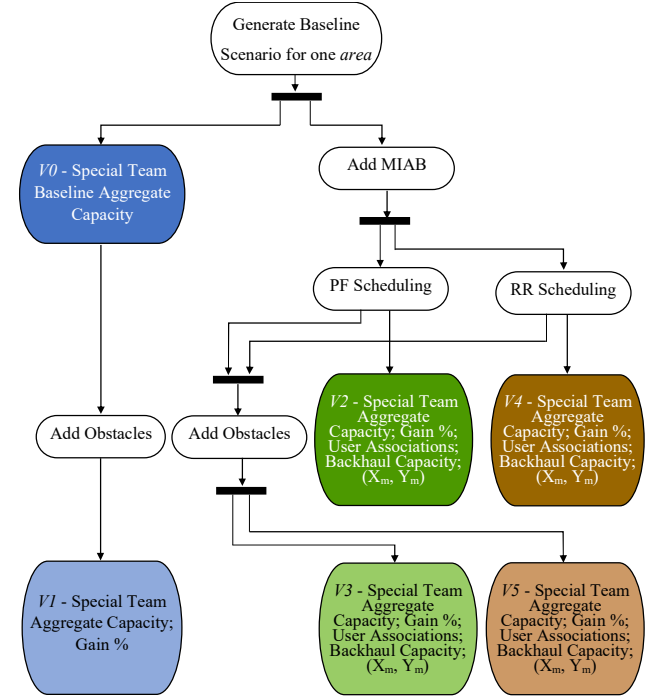 Generate Baseline
Scenario for one area
V0 - Special Team
Baseline Aggregate
Capacity
Add MIAB
PF Scheduling
RR Scheduling
V2 - Special Team
Aggregate
Capacity; Gain %;
User Associations;
Backhaul Capacity;
(Xm, Ym)
V4 - Special Team
Aggregate
Capacity; Gain %;
User Associations;
Backhaul Capacity;
(Xm, Ym)
Add Obstacles
Add Obstacles
V1 - Special Team
Aggregate Capacity;
Gain %
V3 - Special Team
Aggregate
Capacity; Gain %;
User Associations;
Backhaul Capacity;
(Xm, Ym)
V5 - Special Team
Aggregate
Capacity; Gain %;
User Associations;
Backhaul Capacity;
(Xm, Ym)